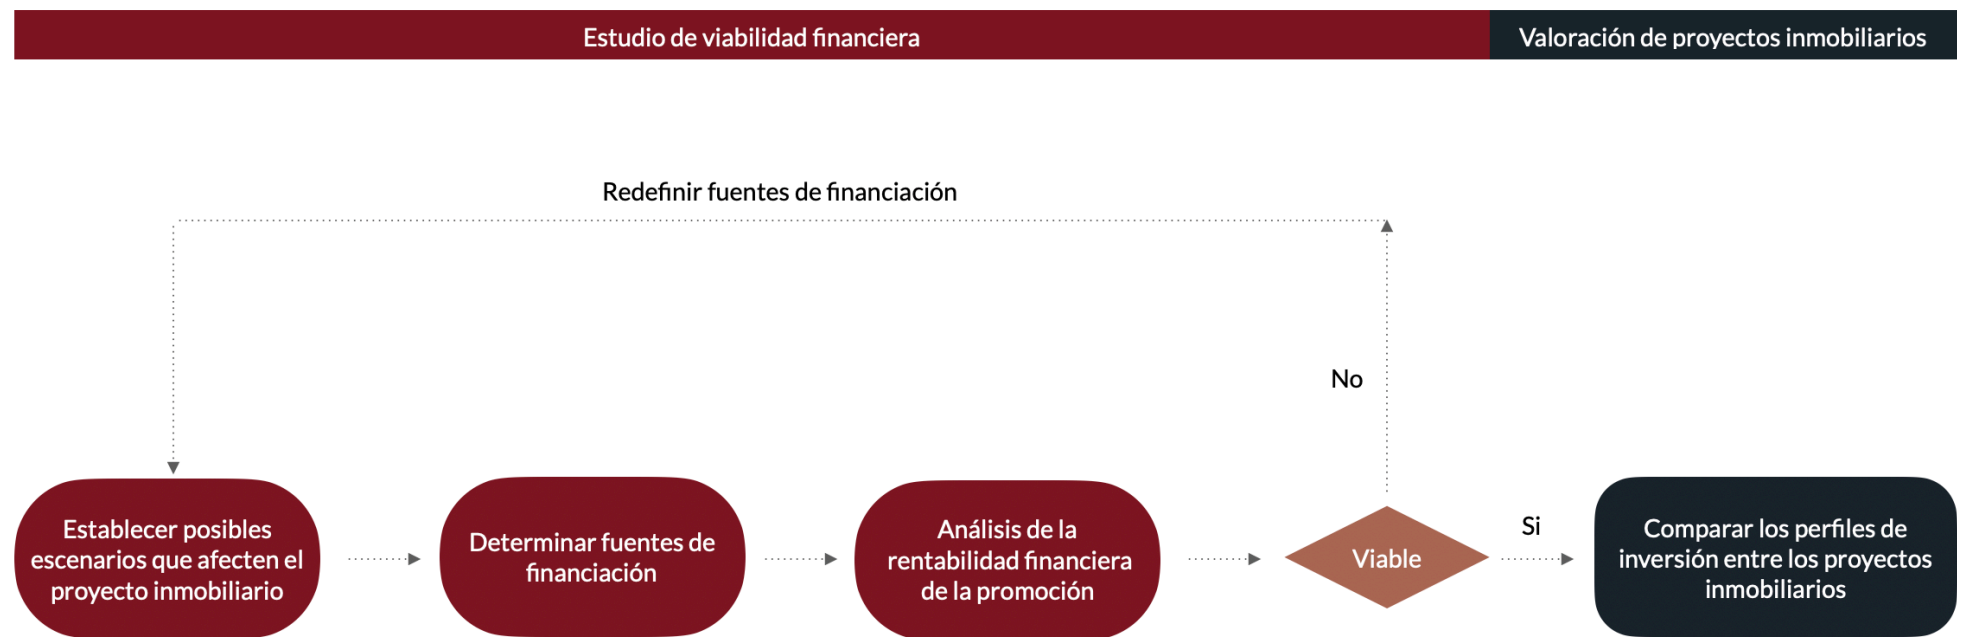 Estudio de viabilidad financiera
Valoración de proyectos inmobiliarios
Redefinir fuentes de financiación
No
Establecer posibles
escenarios que afecten el
proyecto inmobiliario
Determinar fuentes de
financiación
Análisis de la
rentabilidad financiera
de la promoción
Viable
Si
Comparar los perfiles de
inversión entre los proyectos
inmobiliarios